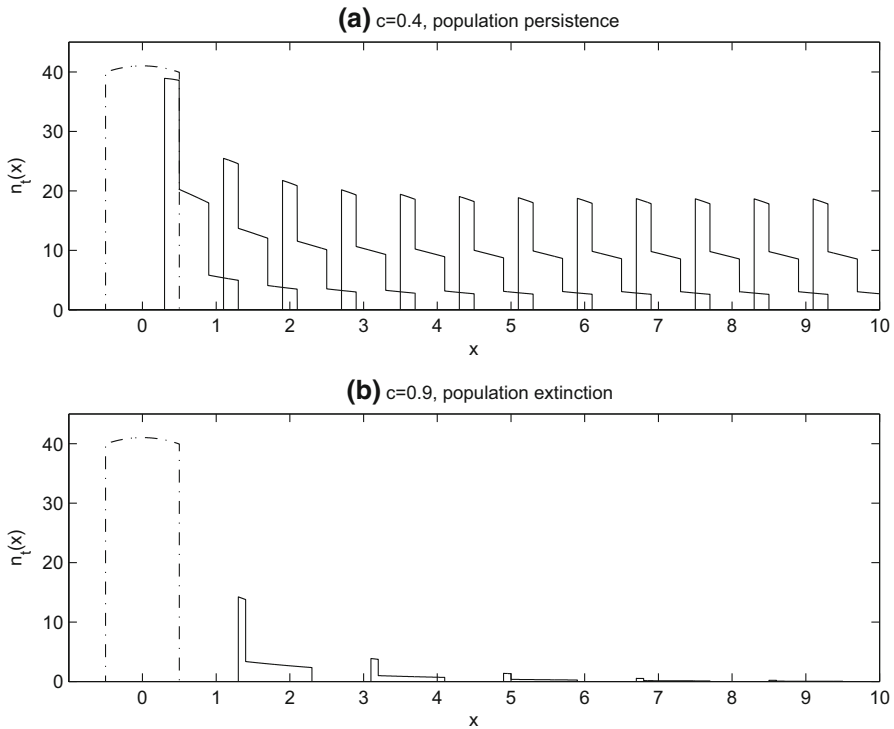 (a) c=0.4, population persistence
40
30
20
10
0
n_t(x)
0 1 2 3 4 5 6 7 8 9 10
x
(b) c=0.9, population extinction
40
30
20
10
0
n_t(x)
0 1 2 3 4 5 6 7 8 9 10
x